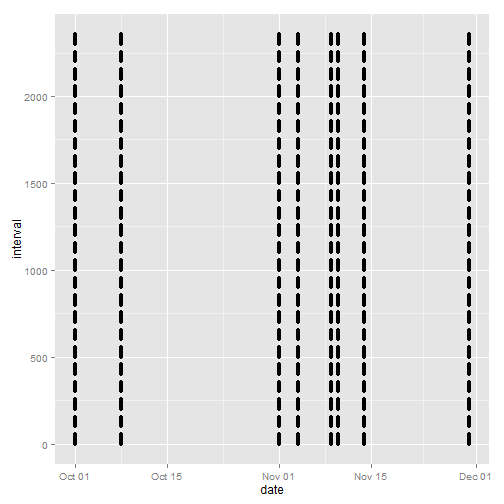 2000
1500
1000
500
0
interval
Oct 01
Oct 15
Nov 01
Nov 15
Dec 01
date